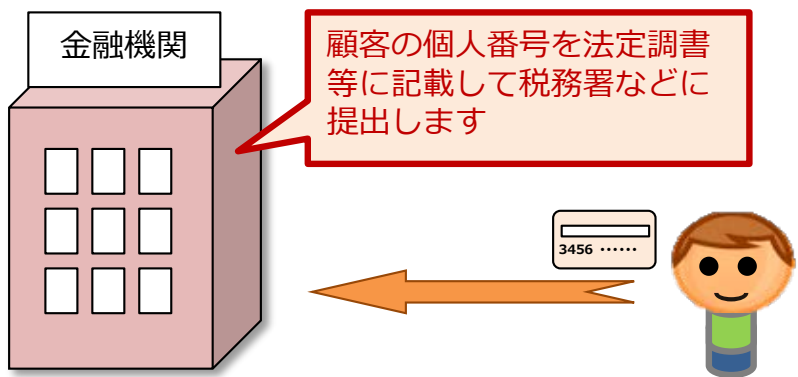 金融機関
顧客の個人番号を法定調書
等に記載して税務署などに
提出します
3456 ‥‥‥